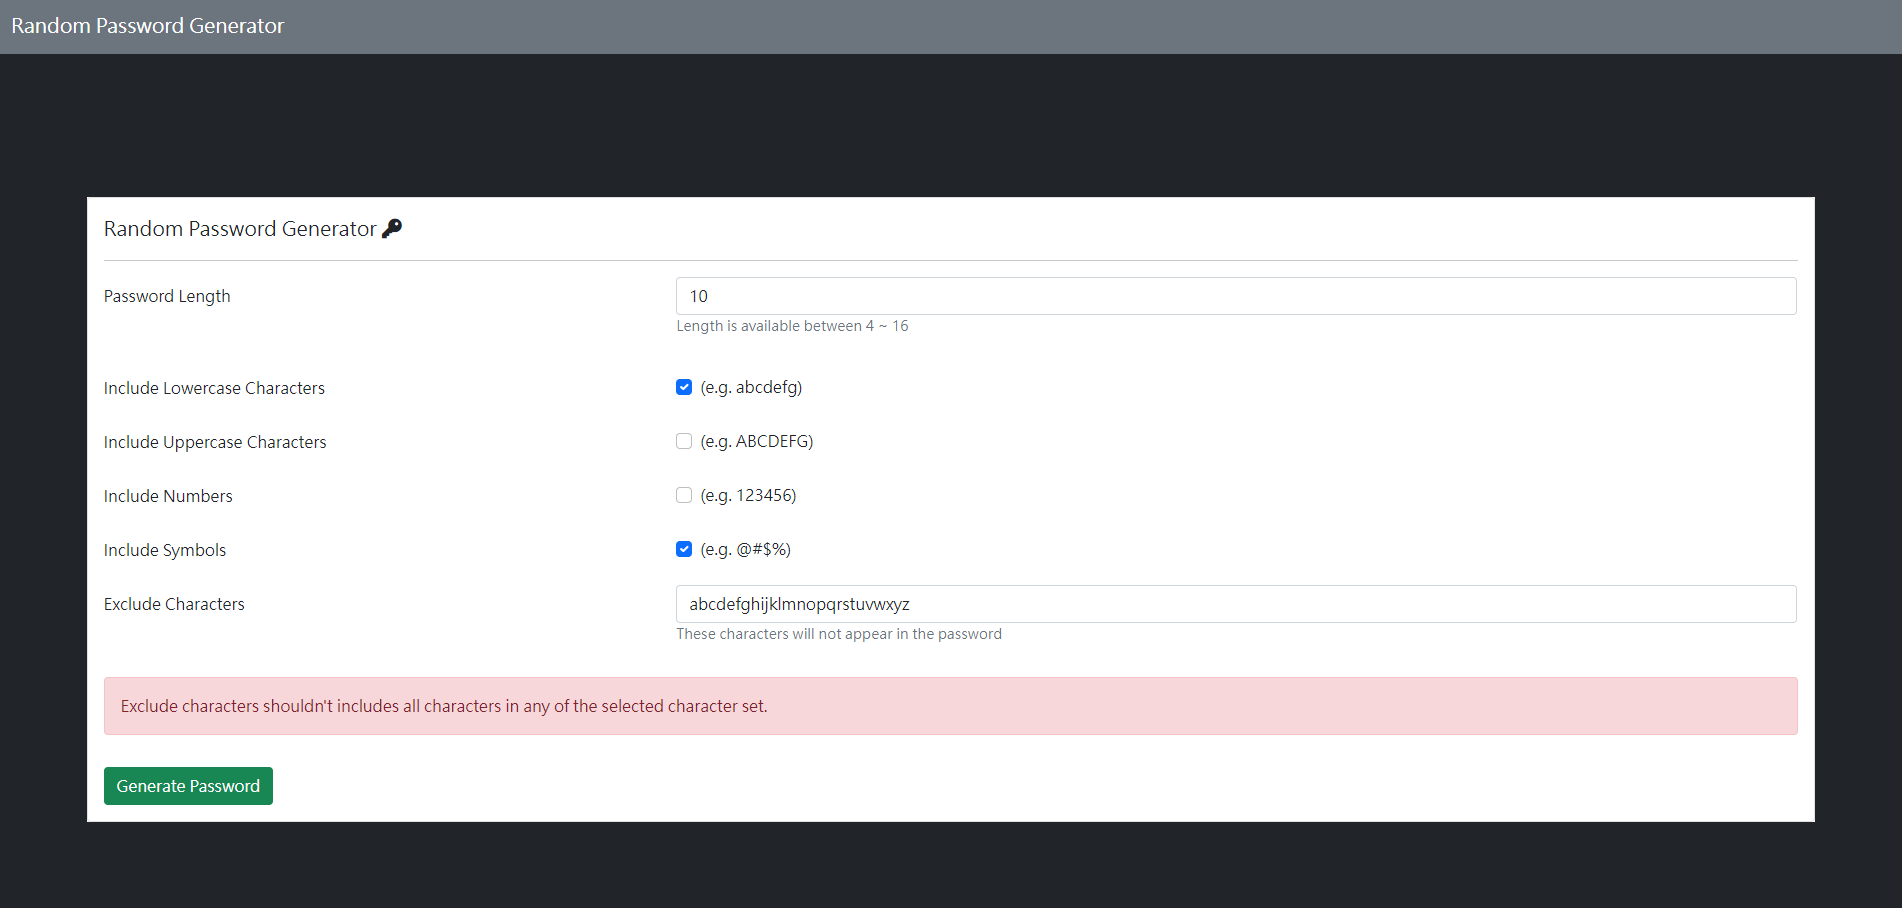 Random Password Generator
Random Password Generator
Password Length
10
Length is available between 4 ~ 16
Include Lowercase Characters
(e.g. abcdefg)
Include Uppercase Characters
(e.g. ABCDEFG)
Include Numbers
(e.g. 123456)
Include Symbols
(e.g. @#$%)
Exclude Characters
abcdefghijklmnopqrstuvwxyz
These characters will not appear in the password
Exclude characters shouldn't includes all characters in any of the selected character set.
Generate Password